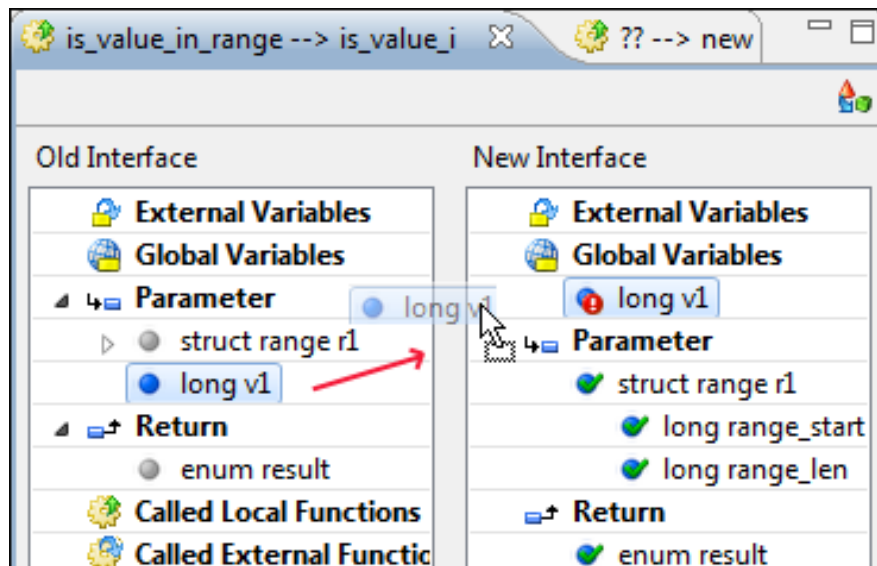 is_value_in_range --> is_value_i
?? --> new
Old Interface
External Variables
Global Variables
Parameter
struct range r1
long v1
Return
enum result
Called Local Functions
Called External Functic
long v1
New Interface
External Variables
Global Variables
long v1
Parameter
struct range r1
long range_start
long range_len
Return
enum result